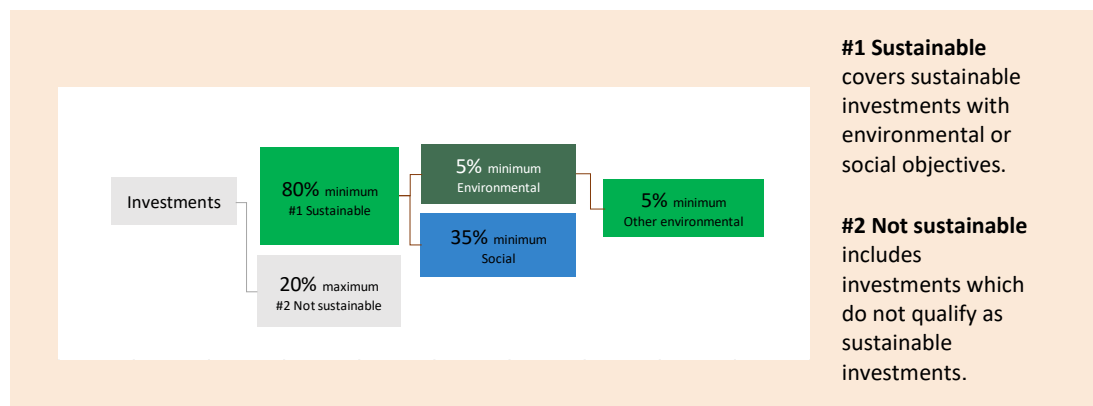 Investments
80% minimum
#1 Sustainable
20% maximum
#2 Not sustainable
5% minimum
Environmental
35% minimum
Social
5% minimum
Other environmental
#1 Sustainable
covers sustainable
investments with
environmental or
social objectives.
#2 Not sustainable
includes
investments which
do not qualify as
sustainable
investments.